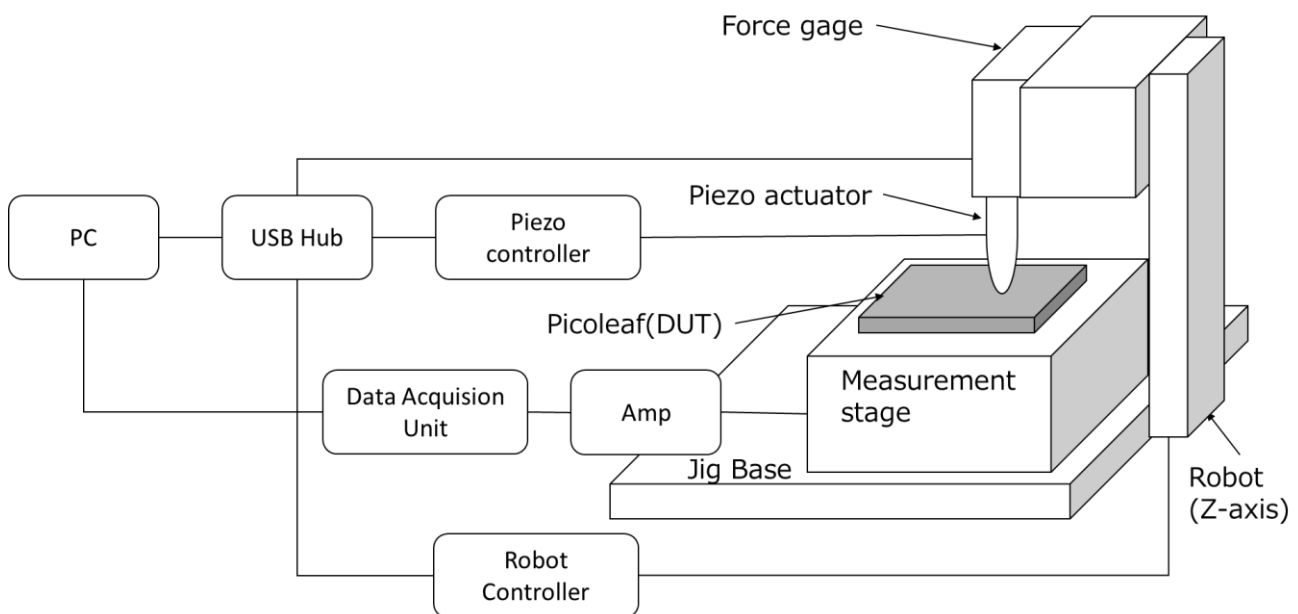 Force gage
Piezo actuator
PC
USB Hub
Piezo
controller
Picoleaf(DUT)
Measurement
stage
Data Acquision
Unit
Amp
Jig Base
Robot
(Z-axis)
Robot
Controller